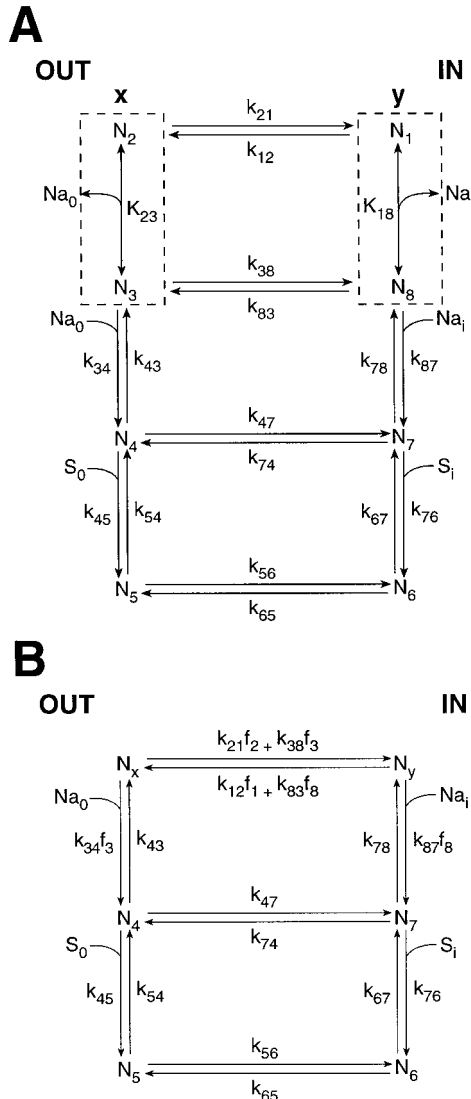 A
OUT IN
x y
N2 k21 N1
k12
Na0 K23 K18 Na
N3 k38 N8
k83
Na0 Nai
k34 k43 k78 k87
N4 k47 N7
k74
S0 Si
k45 k54 k67 k76
N5 k56 N6
k65
B
OUT IN
Nx k21f2 + k38f3 Ny
k12f1 + k83f8
Na0 Nai
k34f3 k43 k78 k87f8
N4 k47 N7
k74
S0 Si
k45 k54 k67 k76
N5 k56 N6
k65